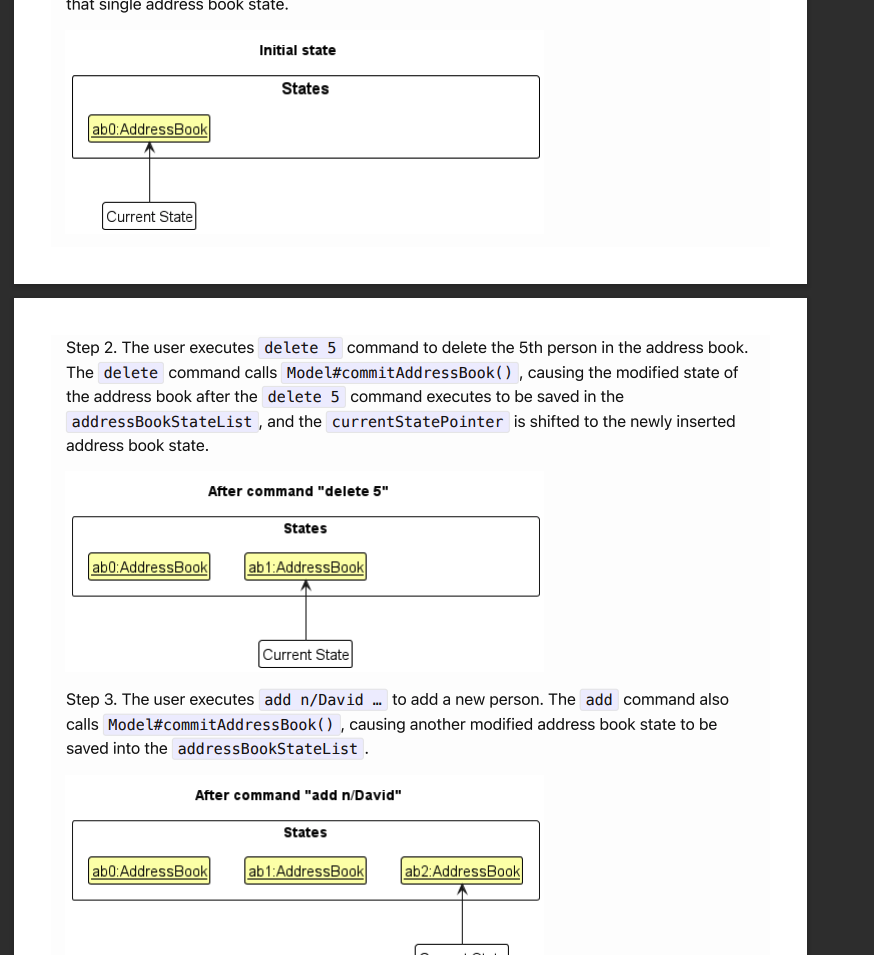 that single address book state.
Initial state
States
ab0:AddressBook
Current State
Step 2. The user executes delete 5 command to delete the 5th person in the address book.
The delete command calls Model#commitAddressBook() , causing the modified state of
the address book after the delete 5 command executes to be saved in the
addressBookStateList , and the currentStatePointer is shifted to the newly inserted
address book state.
After command "delete 5"
States
ab0:AddressBook ab1:AddressBook
Current State
Step 3. The user executes add n/David … to add a new person. The add command also
calls Model#commitAddressBook() , causing another modified address book state to be
saved into the addressBookStateList .
After command "add n/David"
States
ab0:AddressBook ab1:AddressBook ab2:AddressBook